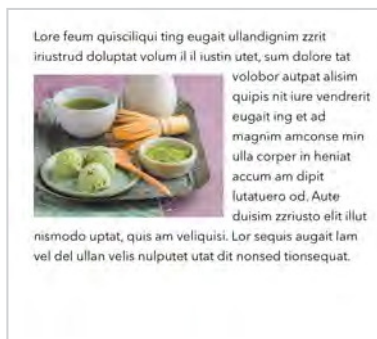 Lore feum quisciliqui ting eugait ullandignim zzrit
iriustrud doluptat volum il il iustin utet, sum dolore tat
volobor autpat alisim
quipis nit iure vendrerit
eugait ing et ad
magnim amconse min
ulla corper in heniat
accum am dipit
lutatuero od. Aute
duisim zzriusto elit illut
nismodo uptat, quis am veliquisi. Lor sequis augait lam
vel del ullan velis nulputet utat dit nonsed tionsequat.